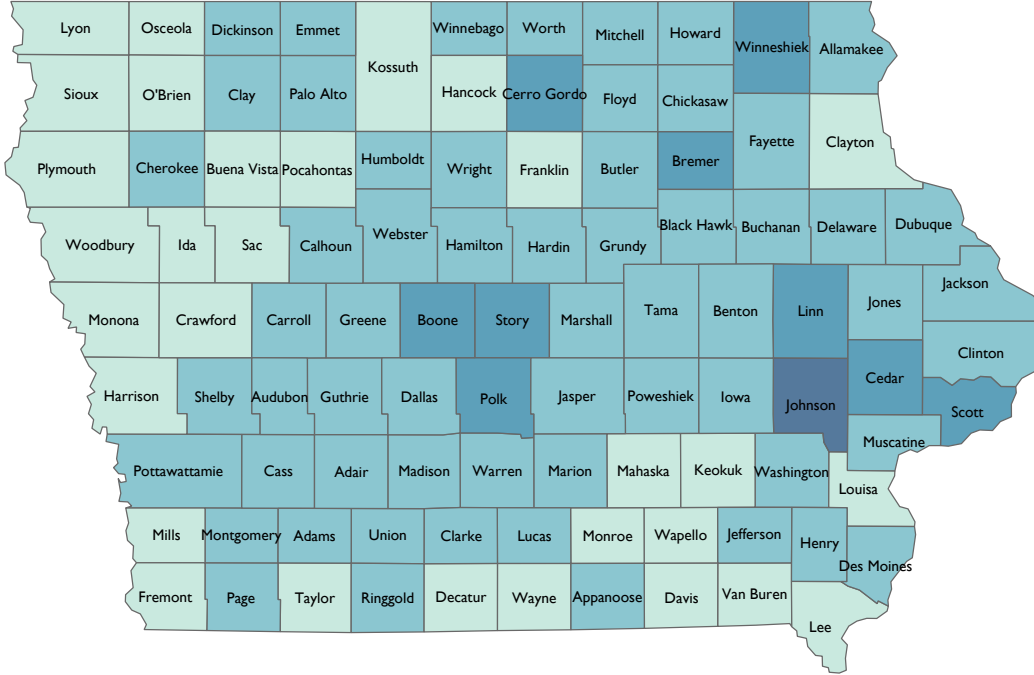 Lyon
Osceola
Dickinson
Emmet
Kossuth
Winnebago
Worth
Mitchell
Howard
Winneshiek
Allamakee
Sioux
O'Brien
Clay
Palo Alto
Hancock
Cerro Gordo
Floyd
Chickasaw
Fayette
Clayton
Plymouth
Cherokee
Buena Vista
Pocahontas
Humboldt
Wright
Franklin
Butler
Bremer
Woodbury
Ida
Sac
Calhoun
Webster
Hamilton
Hardin
Grundy
Black Hawk
Buchanan
Delaware
Dubuque
Monona
Crawford
Carroll
Greene
Boone
Story
Marshall
Tama
Benton
Linn
Jones
Jackson
Clinton
Harrison
Shelby
Audubon
Guthrie
Dallas
Polk
Jasper
Poweshiek
Iowa
Johnson
Cedar
Scott
Muscatine
Pottawattamie
Cass
Adair
Madison
Warren
Marion
Mahaska
Keokuk
Washington
Louisa
Mills
Montgomery
Adams
Union
Clarke
Lucas
Monroe
Wapello
Jefferson
Henry
Des Moines
Fremont
Page
Taylor
Ringgold
Decatur
Wayne
Appanoose
Davis
Van Buren
Lee